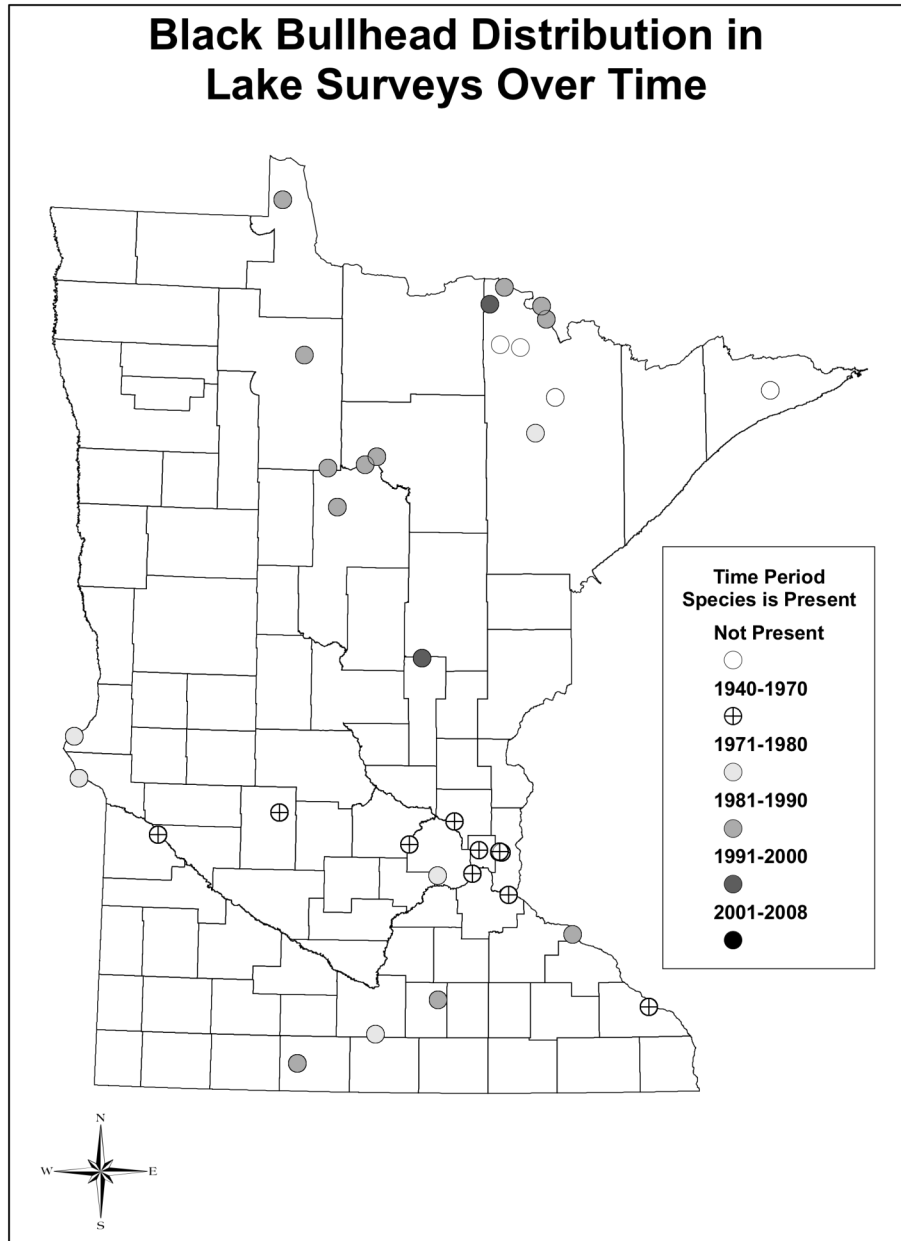 Black Bullhead Distribution in
Lake Surveys Over Time
Time Period
Species is Present
Not Present
1940-1970
1971-1980
1981-1990
1991-2000
2001-2008
N
W
E
S